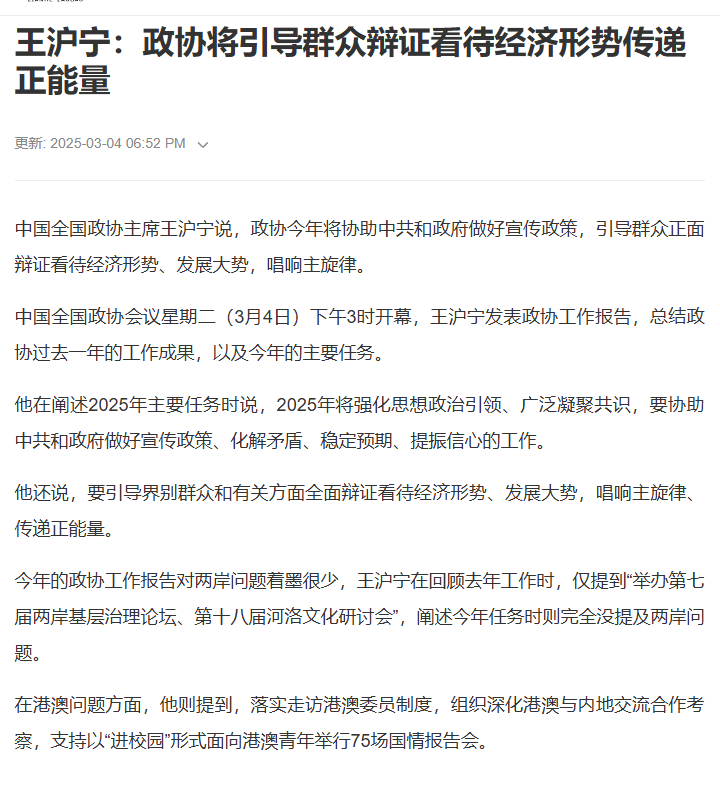 王沪宁：政协将引导群众辩证看待经济形势传递
正能量
更新: 2025-03-04 06:52 PM
中国全国政协主席王沪宁说，政协今年将协助中共和政府做好宣传政策，引导群众正面
辩证看待经济形势、发展大势，唱响主旋律。
中国全国政协会议星期二（3月4日）下午3时开幕，王沪宁发表政协工作报告，总结政
协过去一年的工作成果，以及今年的主要任务。
他在阐述2025年主要任务时说，2025年将强化思想政治引领、广泛凝聚共识，要协助
中共和政府做好宣传政策、化解矛盾、稳定预期、提振信心的工作。
他还说，要引导界别群众和有关方面全面辩证看待经济形势、发展大势，唱响主旋律、
传递正能量。
今年的政协工作报告对两岸问题着墨很少，王沪宁在回顾去年工作时，仅提到“举办第七
届两岸基层治理论坛、第十八届河洛文化研讨会”，阐述今年任务时则完全没提及两岸问
题。
在港澳问题方面，他则提到，落实走访港澳委员制度，组织深化港澳与内地交流合作考
察，支持以“进校园”形式面向港澳青年举行75场国情报告会。